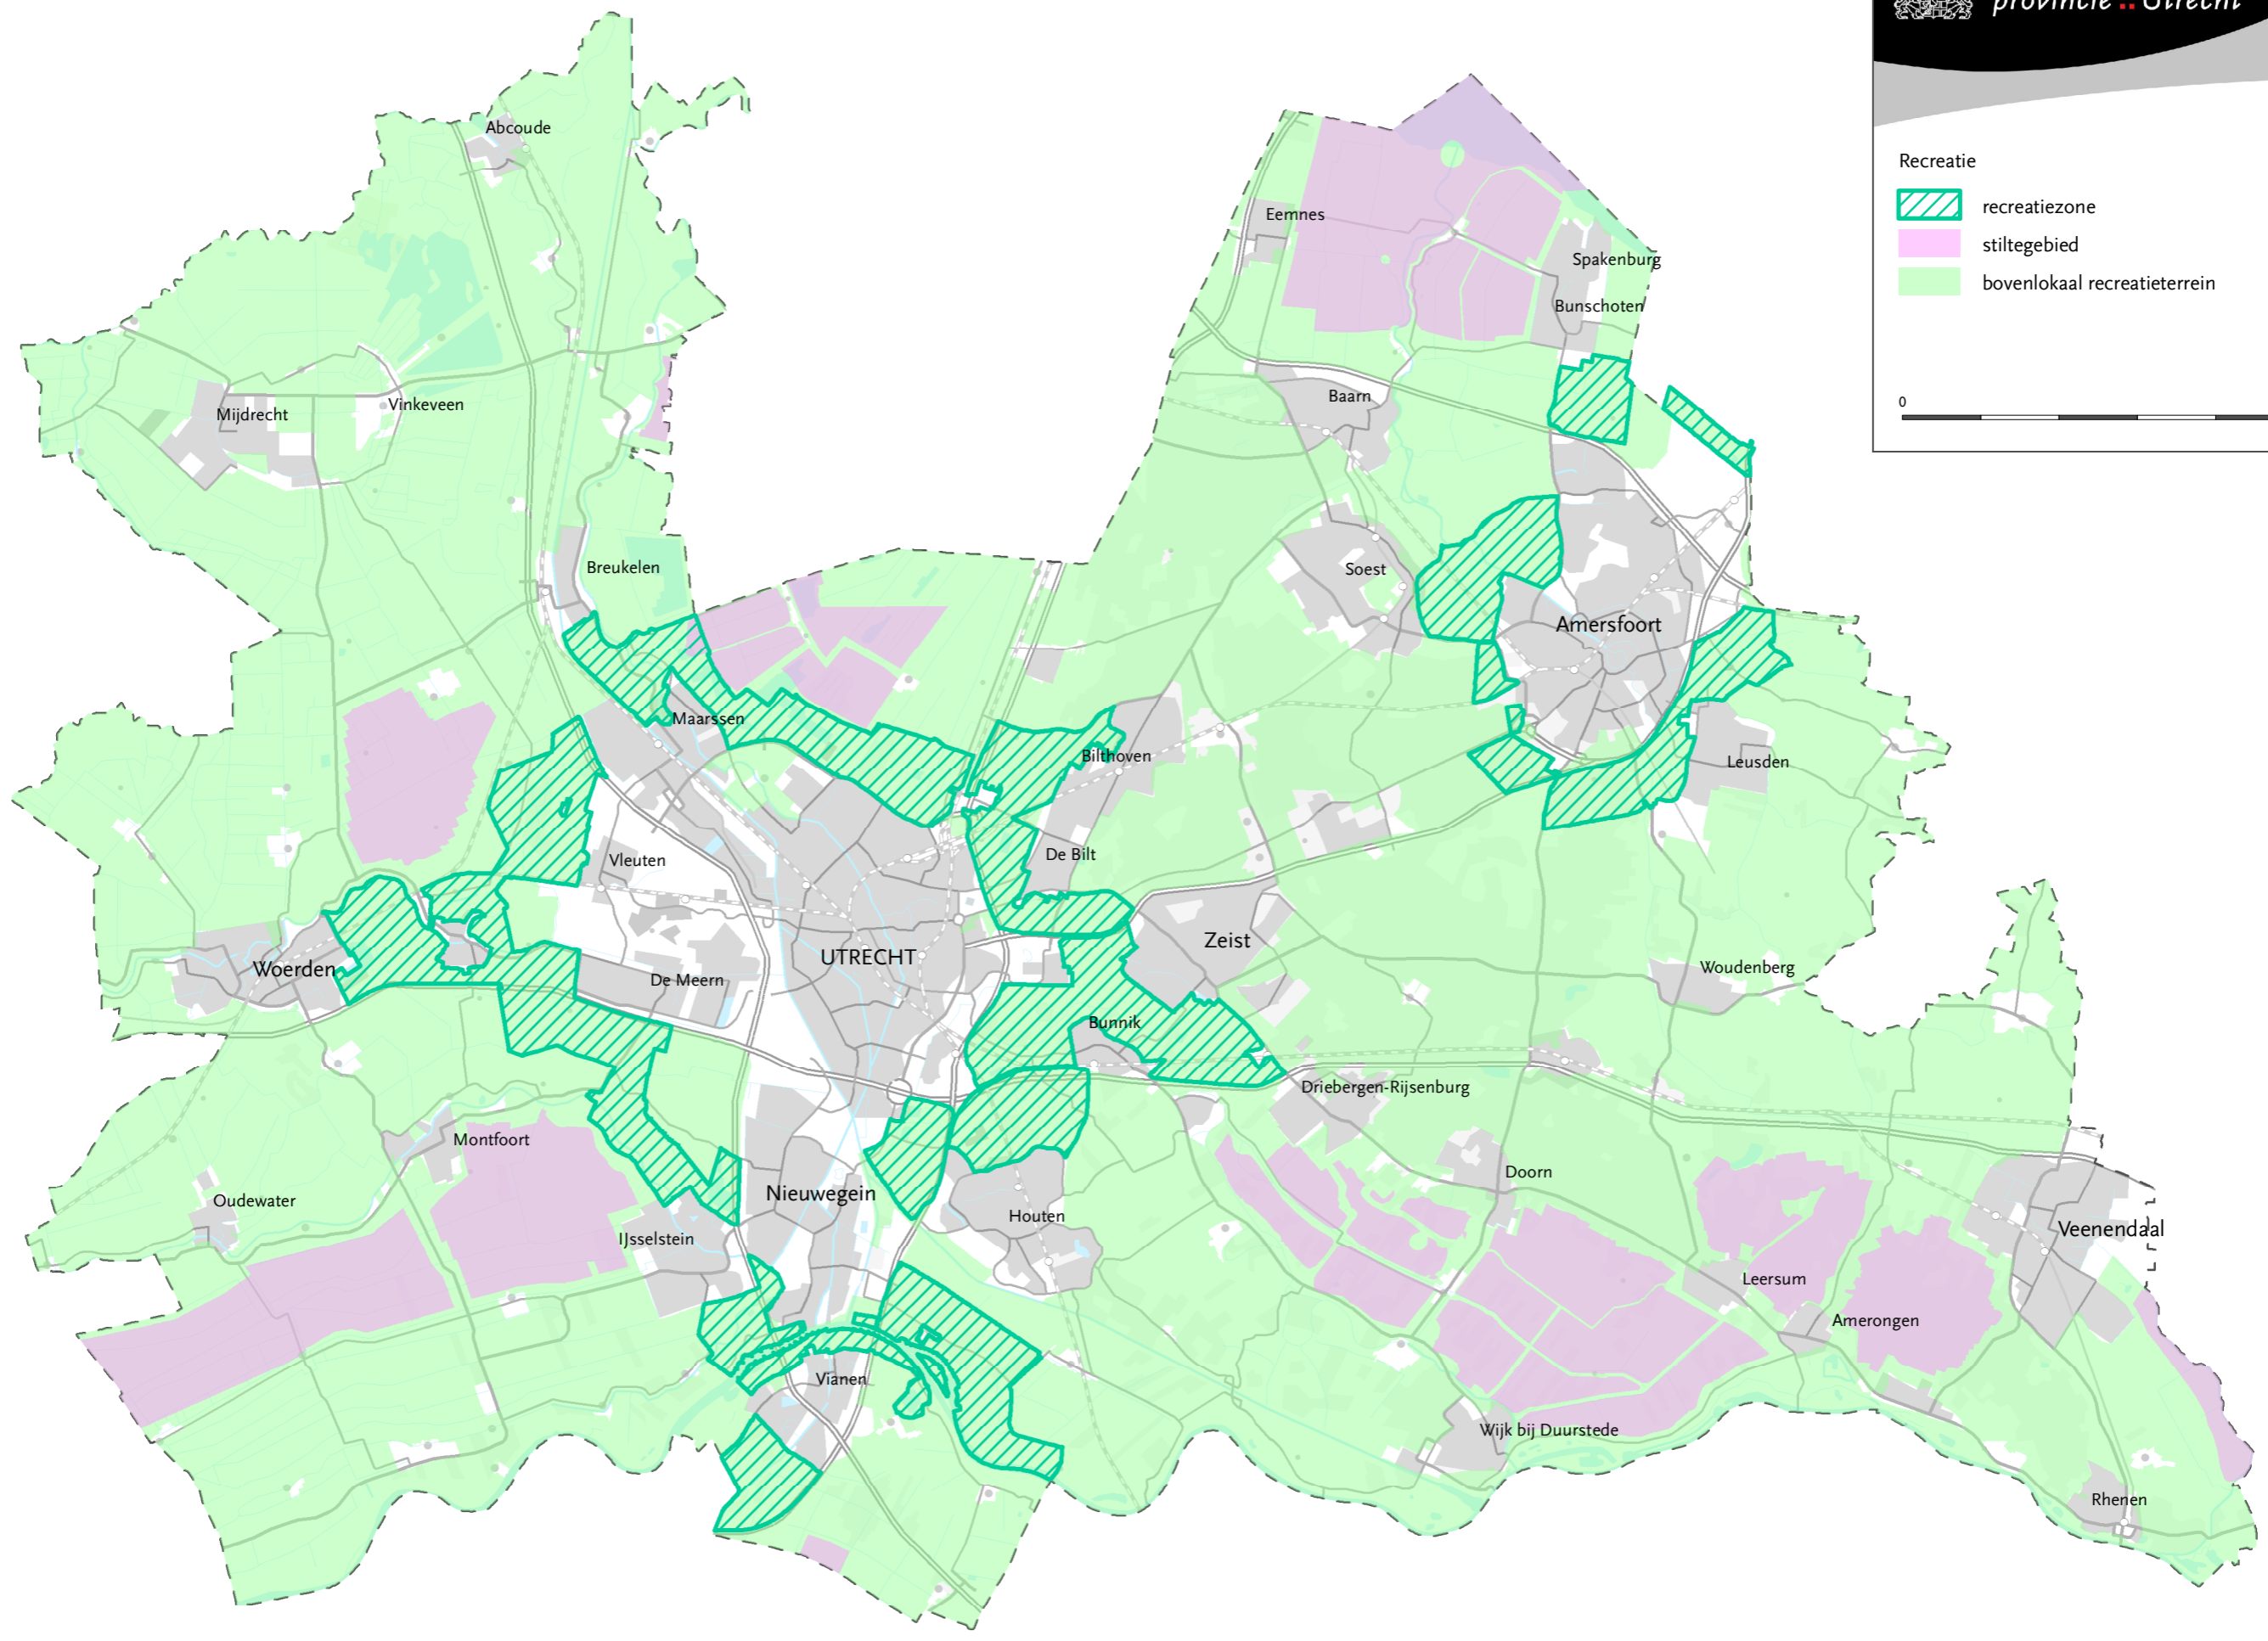 provincie :: Utrecht
Recreatie
recreatiezone
stiltegebied
bovenlokaal recreatieterrein
0
Abcoude
Eemnes
Spakenburg
Bunschoten
Baarn
Mijdrecht
Vinkeveen
Breukelen
Soest
Amersfoort
Maarssen
Bilthoven
Leusden
Vleuten
De Bilt
Zeist
UTRECHT
Woerden
De Meern
Woudenberg
Bunnik
Driebergen-Rijsenburg
Montfoort
Doorn
Oudewater
Nieuwegein
Houten
IJsselstein
Veenendaal
Leersum
Amerongen
Vianen
Wijk bij Duurstede
Rhenen